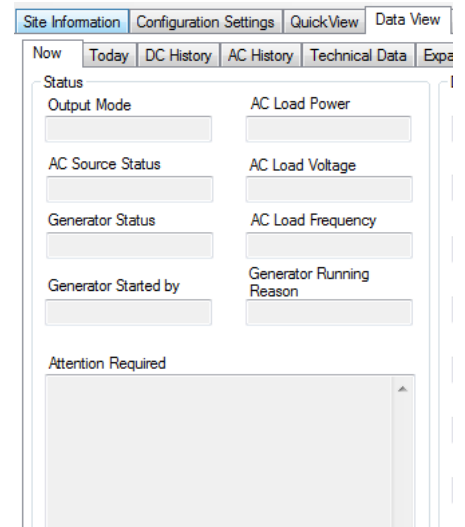 Site Information Configuration Settings QuickView Data View
Now Today DC History AC History Technical Data
Status
Output Mode AC Load Power
AC Source Status AC Load Voltage
Generator Status AC Load Frequency
Generator Started by Generator Running
Reason
Attention Required